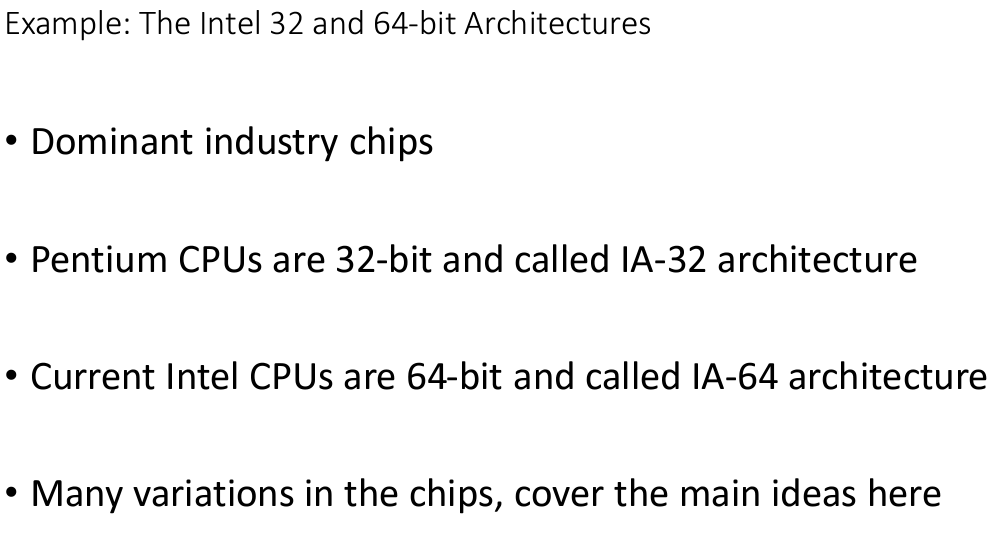 Example: The Intel 32 and 64-bit Architectures
• Dominant industry chips
• Pentium CPUs are 32-bit and called IA-32 architecture
• Current Intel CPUs are 64-bit and called IA-64 architecture
• Many variations in the chips, cover the main ideas here